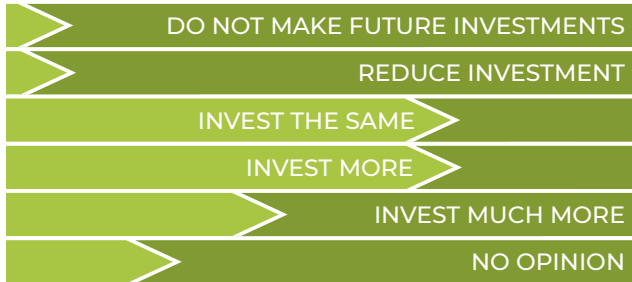 DO NOT MAKE FUTURE INVESTMENTS
REDUCE INVESTMENT
INVEST THE SAME
INVEST MORE
INVEST MUCH MORE
NO OPINION